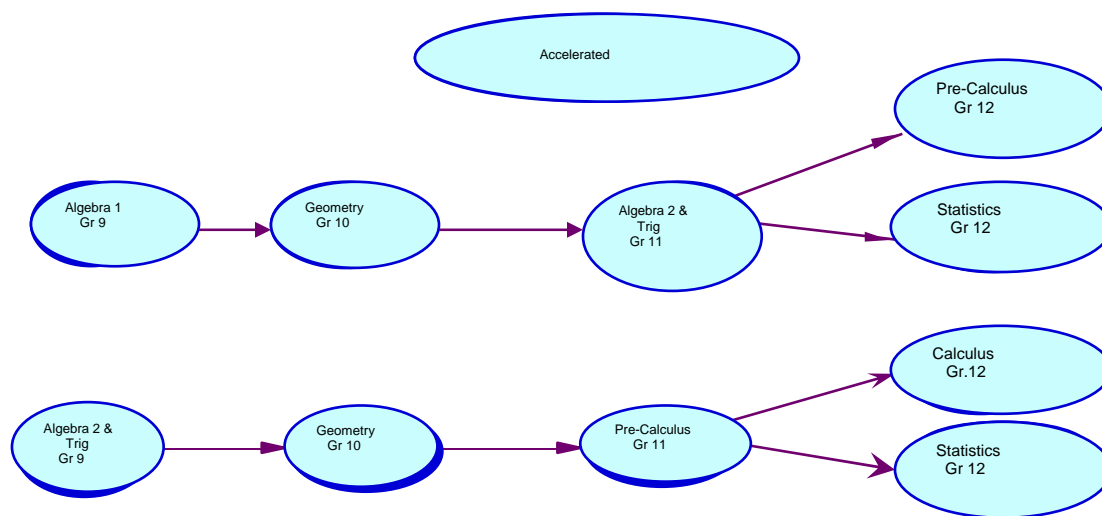 Accelerated
Pre-Calculus
Gr 12
Algebra 1
Gr 9
Geometry
Gr 10
Algebra 2 &
Trig
Gr 11
Statistics
Gr 12
Calculus
Gr.12
Algebra 2 &
Trig
Gr 9
Geometry
Gr 10
Pre-Calculus
Gr 11
Statistics
Gr 12